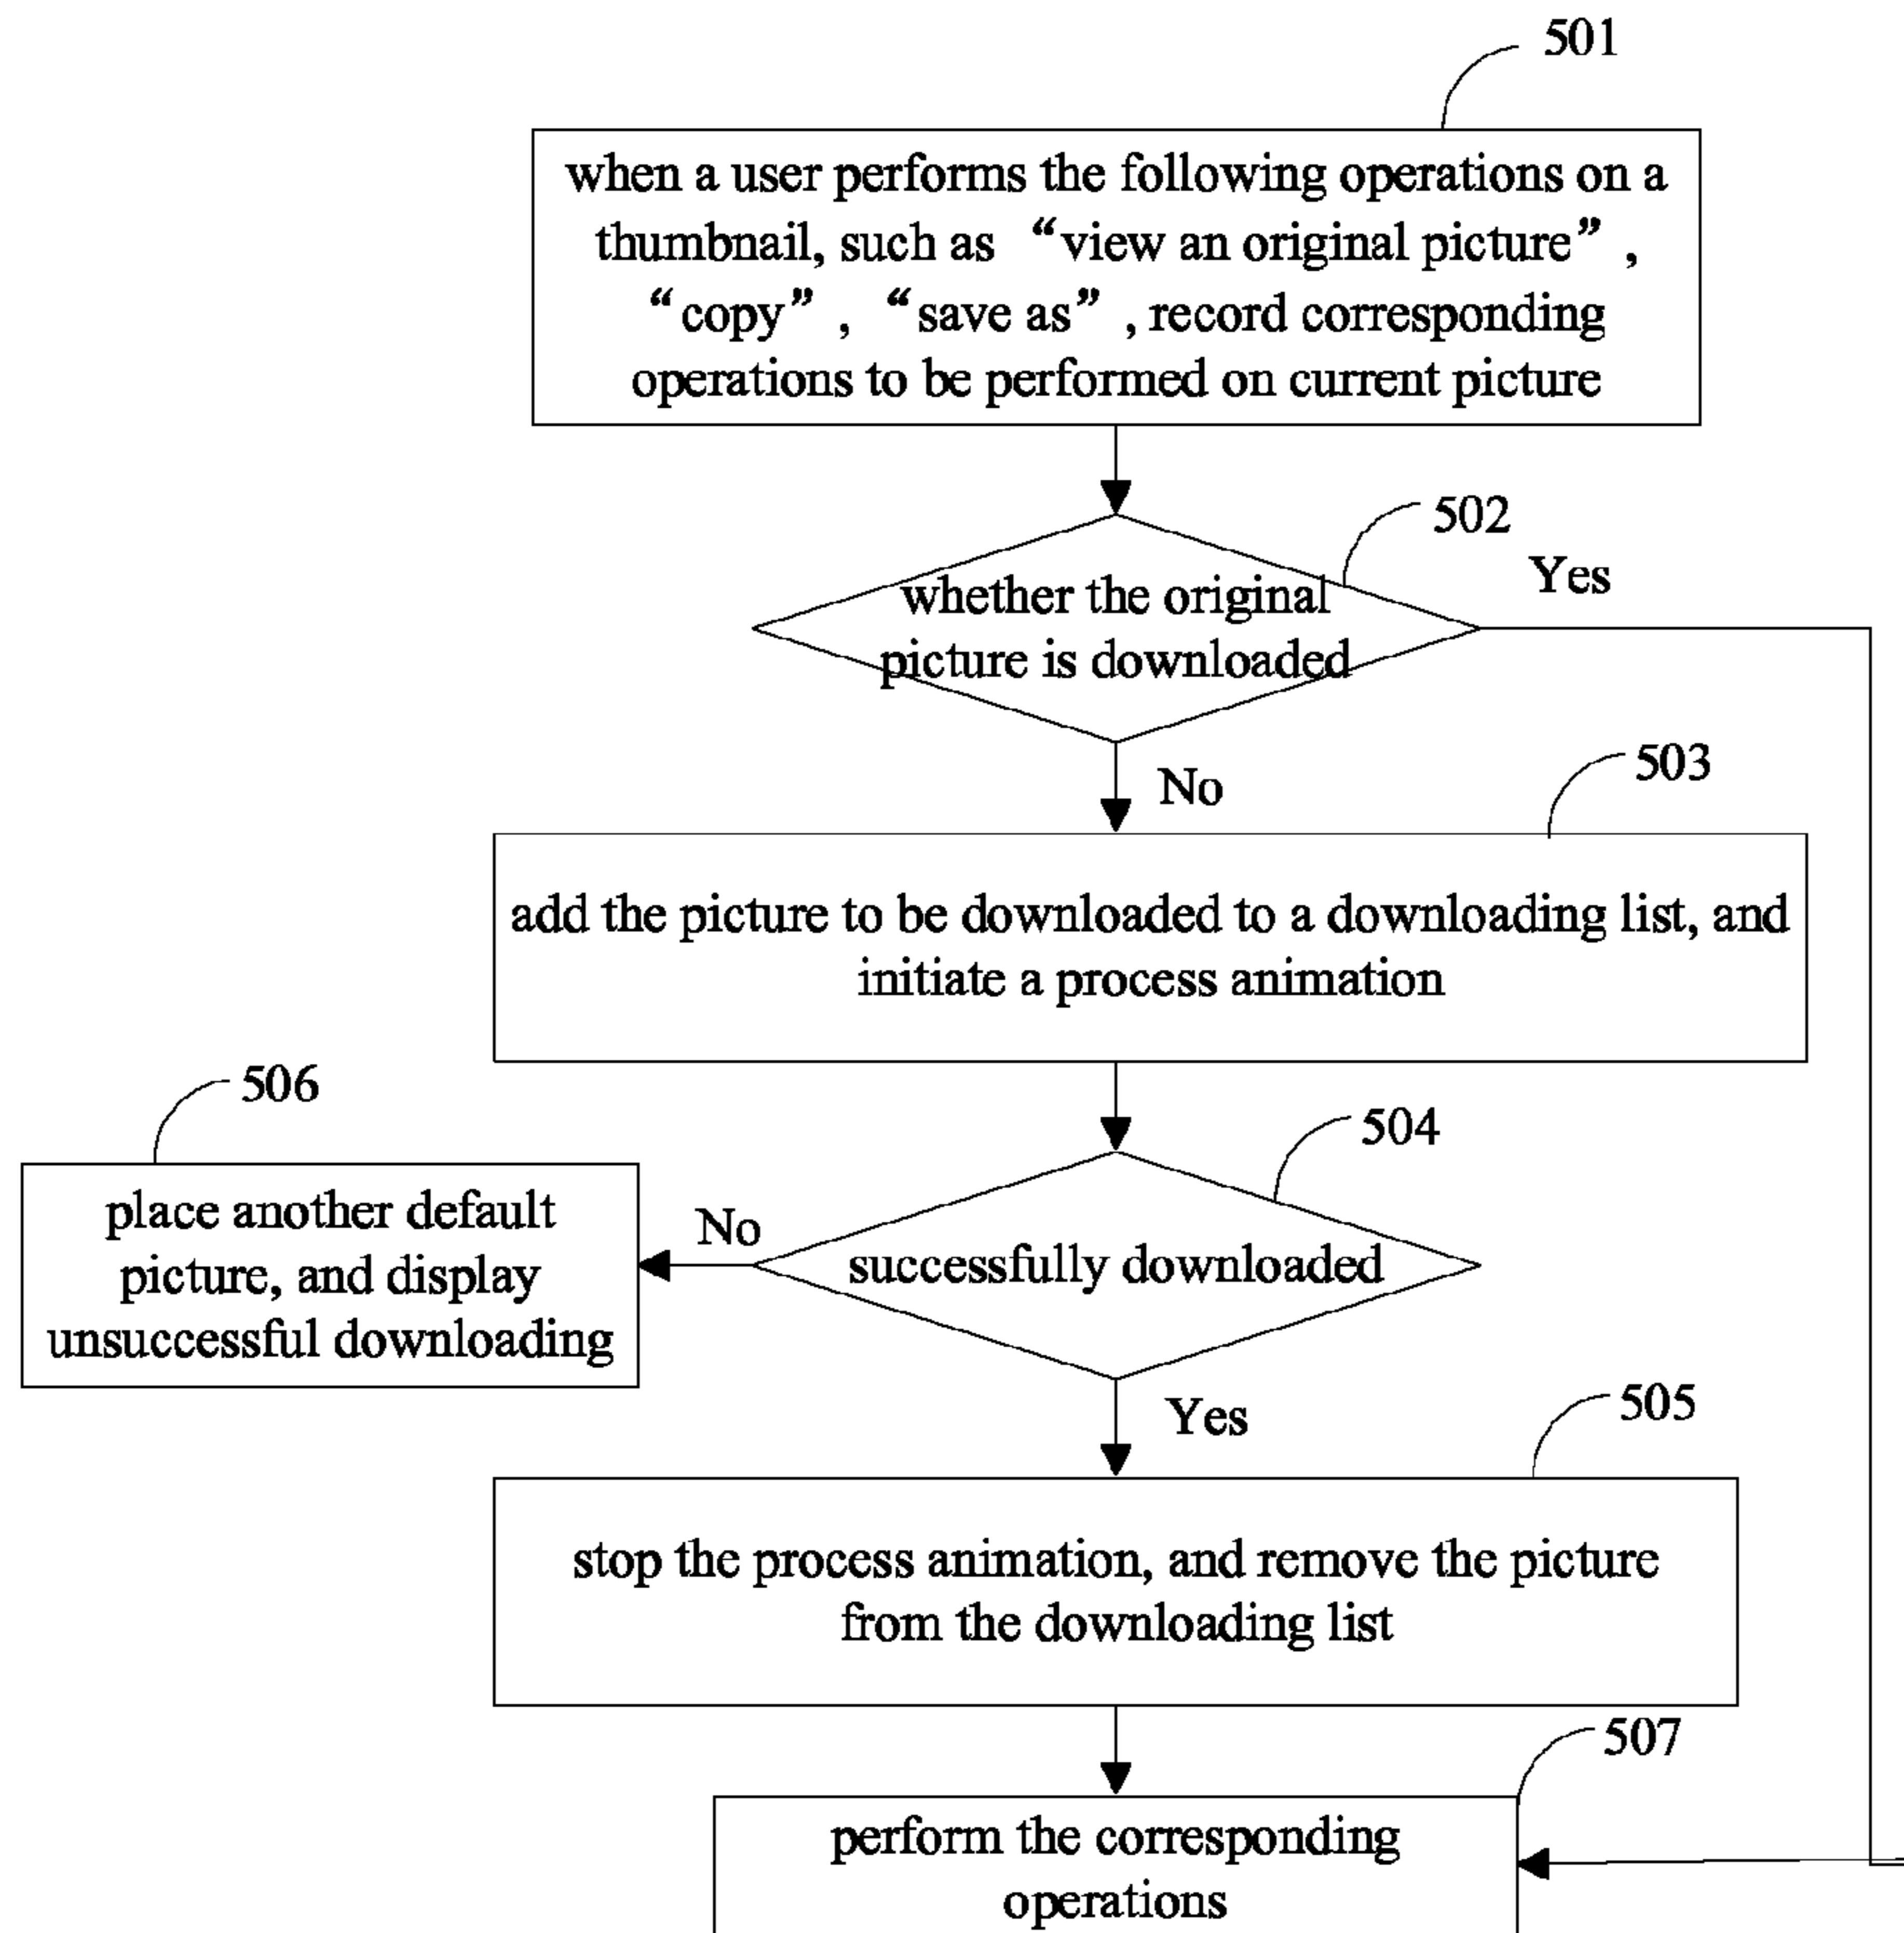 501
when a user performs the following operations on a
thumbnail, such as “view an original picture”,
“copy”, “save as”, record corresponding
operations to be performed on current picture
502
Yes
whether the original
picture is downloaded
No
503
add the picture to be downloaded to a downloading list, and
initiate a process animation
506
504
place another default
picture, and display
unsuccessful downloading
No
successfully downloaded
Yes
505
stop the process animation, and remove the picture
from the downloading list
507
perform the corresponding
operations